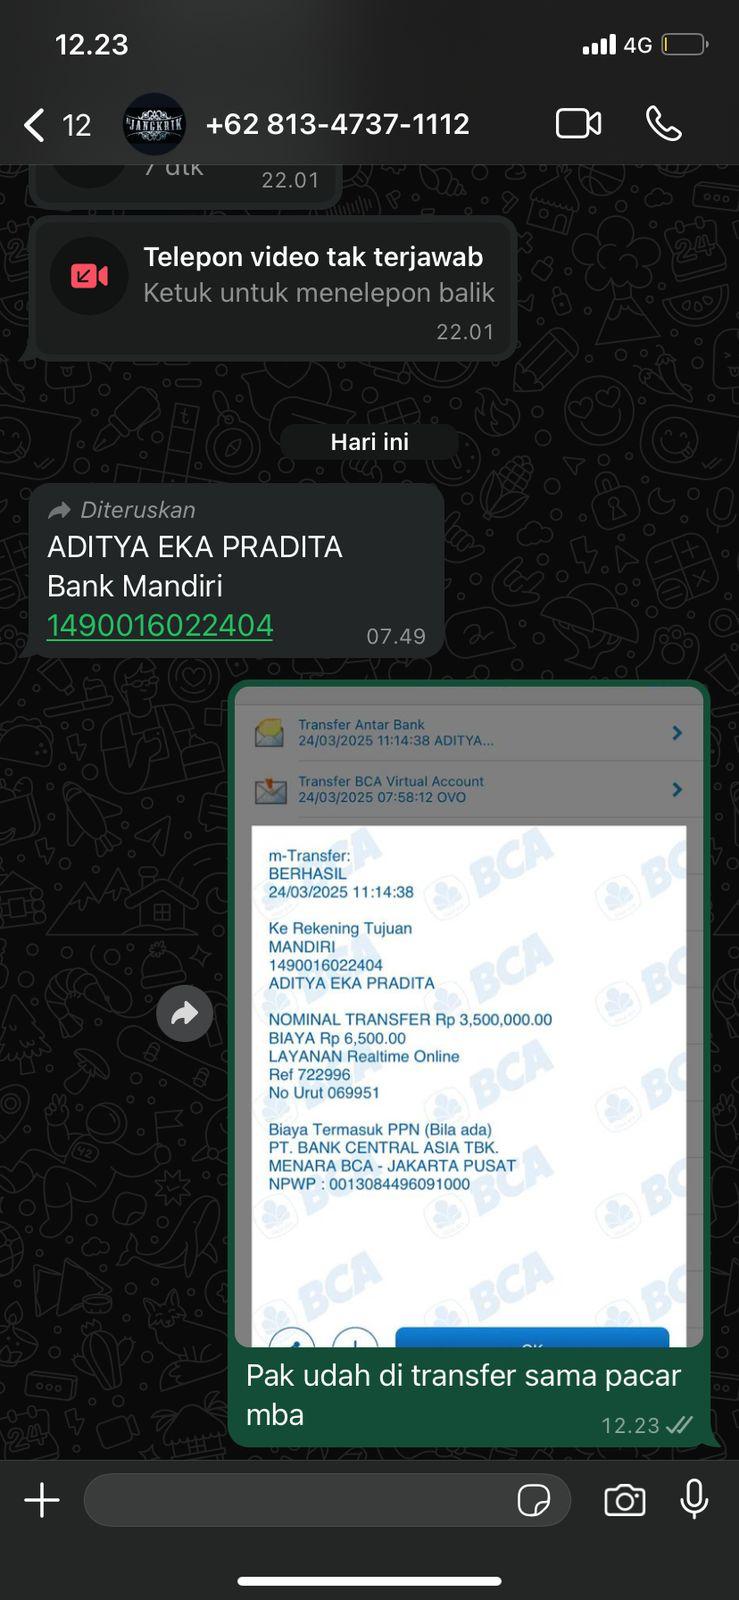 12.23
4G
12
JANGKRIK
+62 813-4737-1112
7 dtk
22.01
Telepon video tak terjawab
Ketuk untuk menelepon balik
22.01
Hari ini
Diteruskan
ADITYA EKA PRADITA
Bank Mandiri
1490016022404
07.49
Transfer Antar Bank
24/03/2025 11:14:38 ADITYA...
Transfer BCA Virtual Account
24/03/2025 07:58:12 OVO
m-Transfer:
BERHASIL
24/03/2025 11:14:38
Ke Rekening Tujuan
MANDIRI
1490016022404
ADITYA EKA PRADITA
NOMINAL TRANSFER Rp 3,500,000.00
BIAYA Rp 6,500.00
LAYANAN Realtime Online
Ref 722996
No Urut 069951
Biaya Termasuk PPN (Bila ada)
PT. BANK CENTRAL ASIA TBK.
MENARA BCA - JAKARTA PUSAT
NPWP : 0013084496091000
Pak udah di transfer sama pacar
mba
12.23